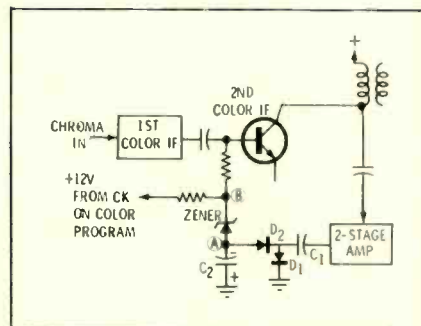 +
2ND
COLOR IF
CHROMA
IN
1ST
COLOR IF
+12V
FROM CK
ON COLOR
PROGRAM
B
ZENER
A
D2
C1
D1
C2
+
2-STAGE
AMP